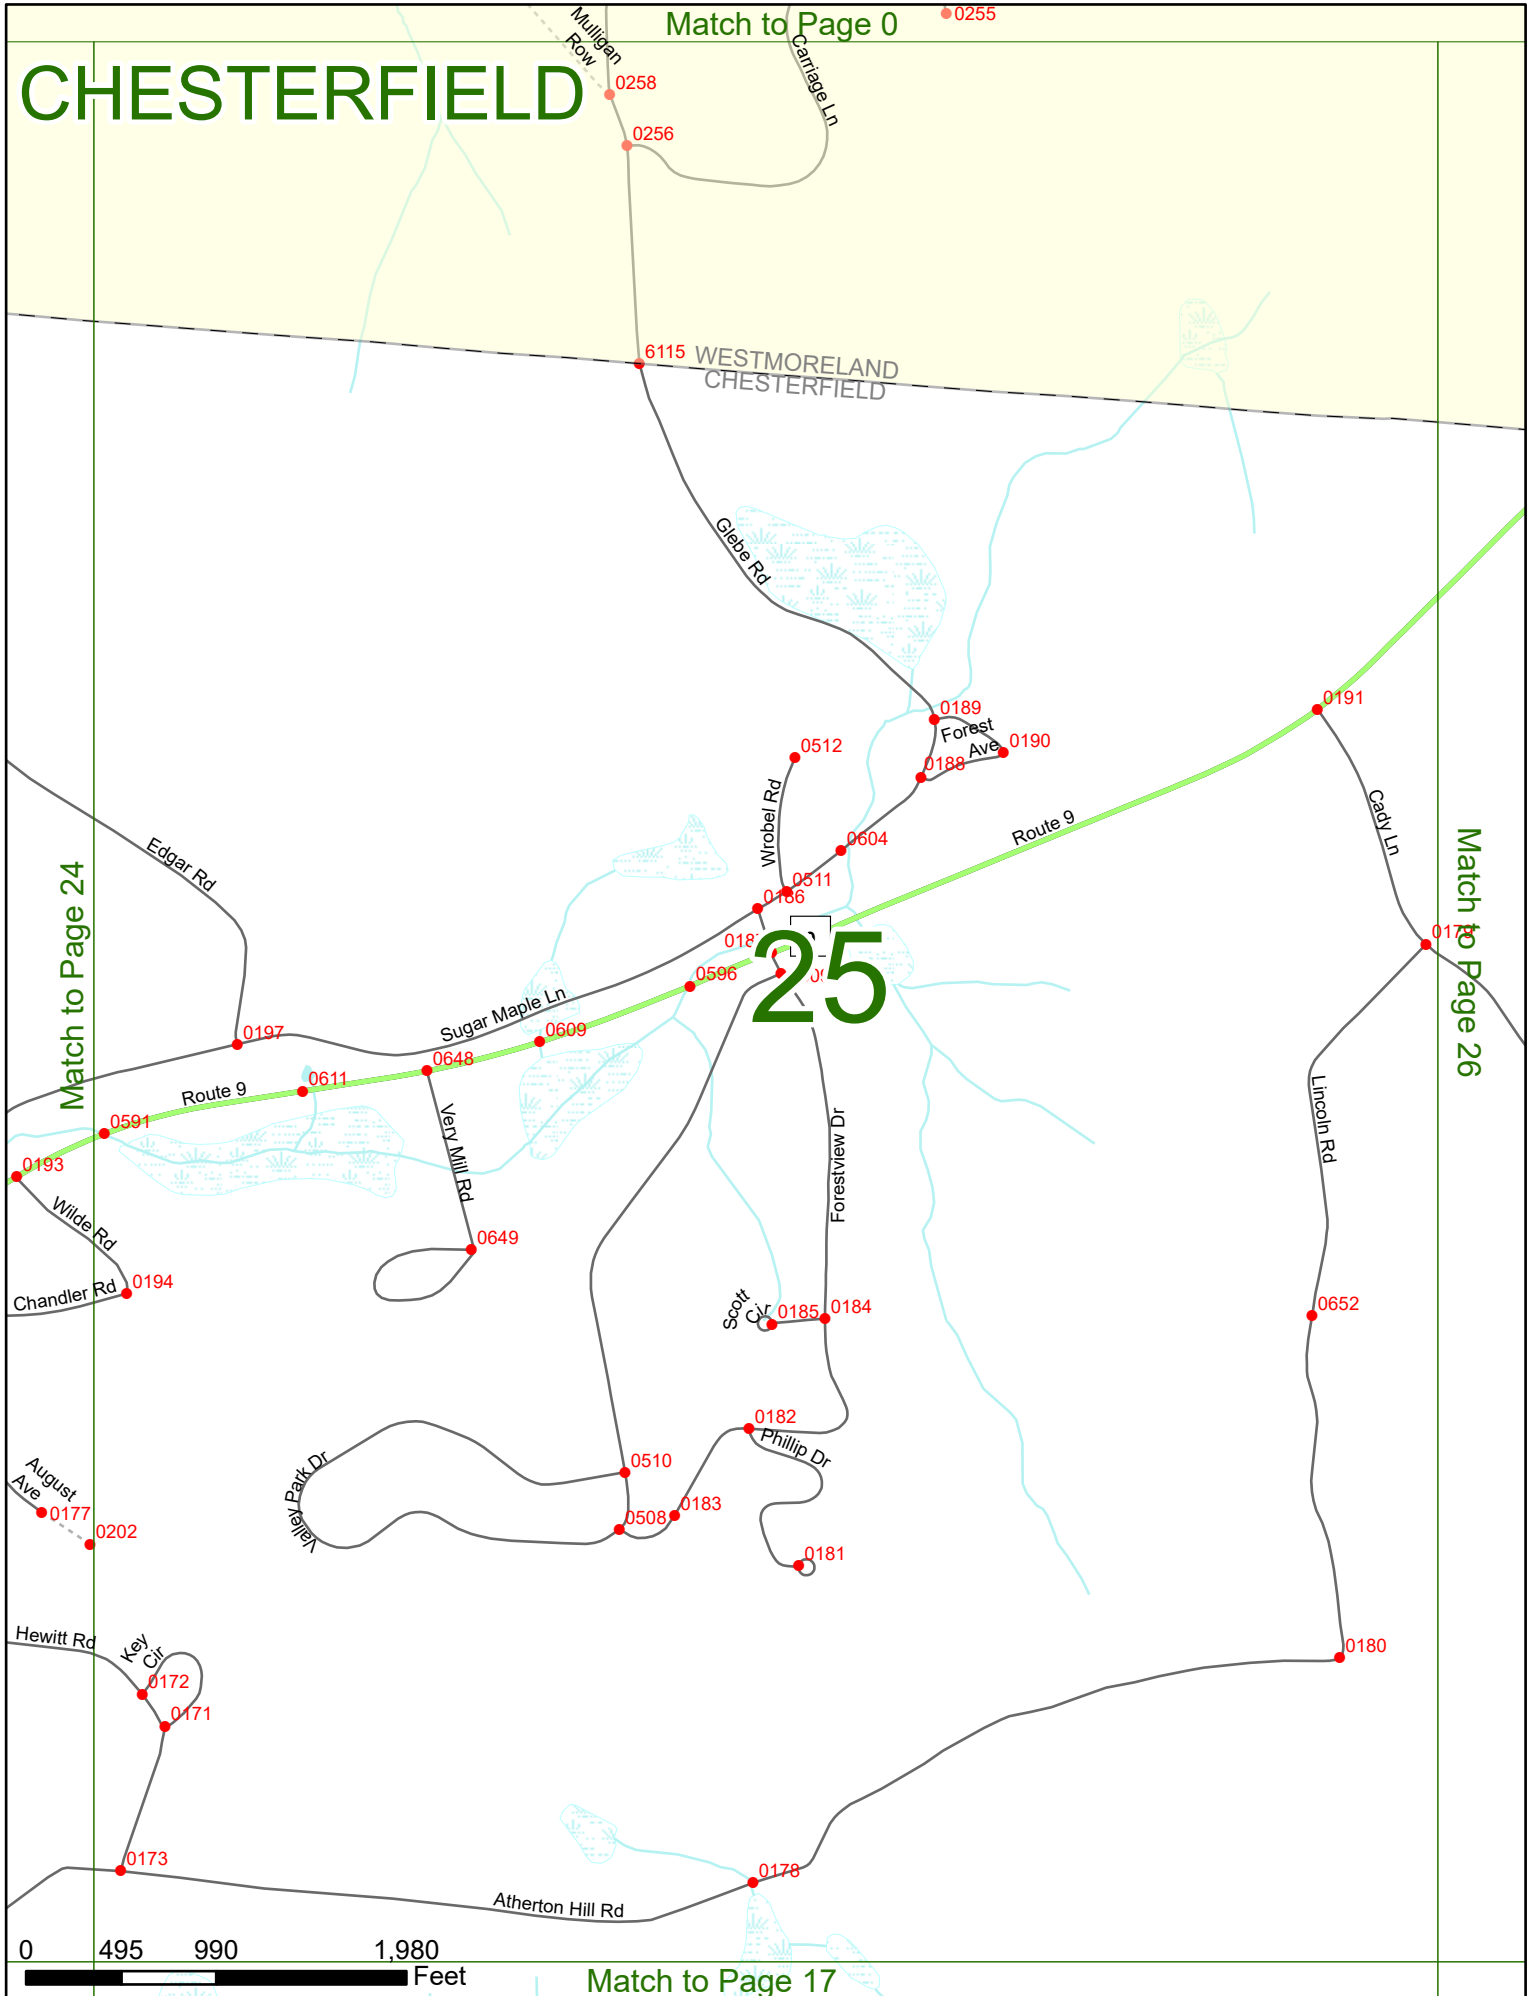 Match to Page 0
0255
Mulligan
Row
Carriage Ln
CHESTERFIELD
0258
0256
6115
WESTMORELAND
CHESTERFIELD
Glebe Rd
0189
0191
Forest
Ave
0190
0512
0188
Wrobel Rd
Cady Ln
Route 9
0604
Edgar Rd
Match to Page 24
Match to Page 26
0511
0186
25
0596
Sugar Maple Ln
0197
0609
0648
0611
Route 9
0591
Very Mill Rd
Forestview Dr
Lincoln Rd
0193
Wilde Rd
0649
0194
Chandler Rd
Scott
Cir
0185
0184
0652
0182
Phillip Dr
Valley Park Dr
0510
August
Ave
0177
0183
0508
0202
0181
Hewitt Rd
Key
Cir
0180
0172
0171
0173
0178
Atherton Hill Rd
0 495 990 1,980
Feet
Match to Page 17